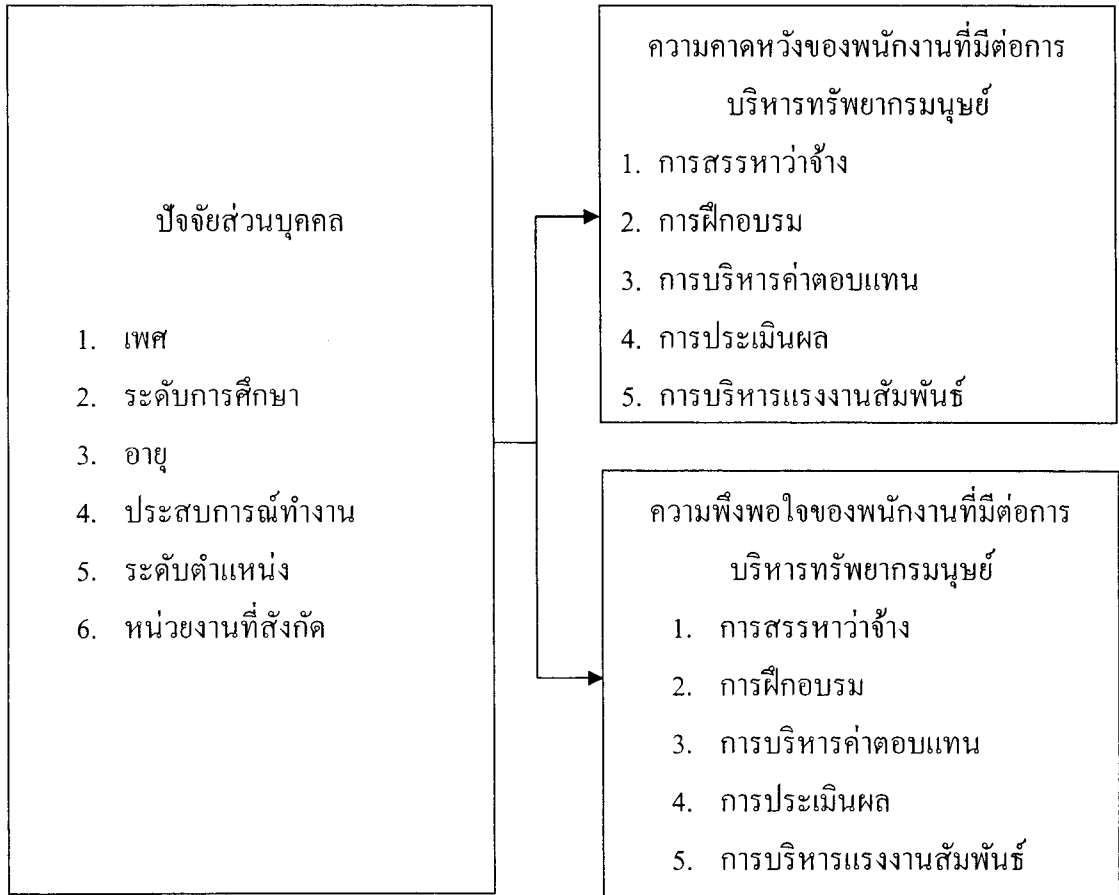 ปัจจัยส่วนบุคคล
1. เพศ
2. ระดับการศึกษา
3. อายุ
4. ประสบการณ์ทำงาน
5. ระดับตำแหน่ง
6. หน่วยงานที่สังกัด
ความคาดหวังของพนักงานที่มีต่อการ
บริหารทรัพยากรมนุษย์
1. การสรรหาว่าจ้าง
2. การฝึกอบรม
3. การบริหารค่าตอบแทน
4. การประเมินผล
5. การบริหารแรงงานสัมพันธ์
ความพึงพอใจของพนักงานที่มีต่อการ
บริหารทรัพยากรมนุษย์
1. การสรรหาว่าจ้าง
2. การฝึกอบรม
3. การบริหารค่าตอบแทน
4. การประเมินผล
5. การบริหารแรงงานสัมพันธ์